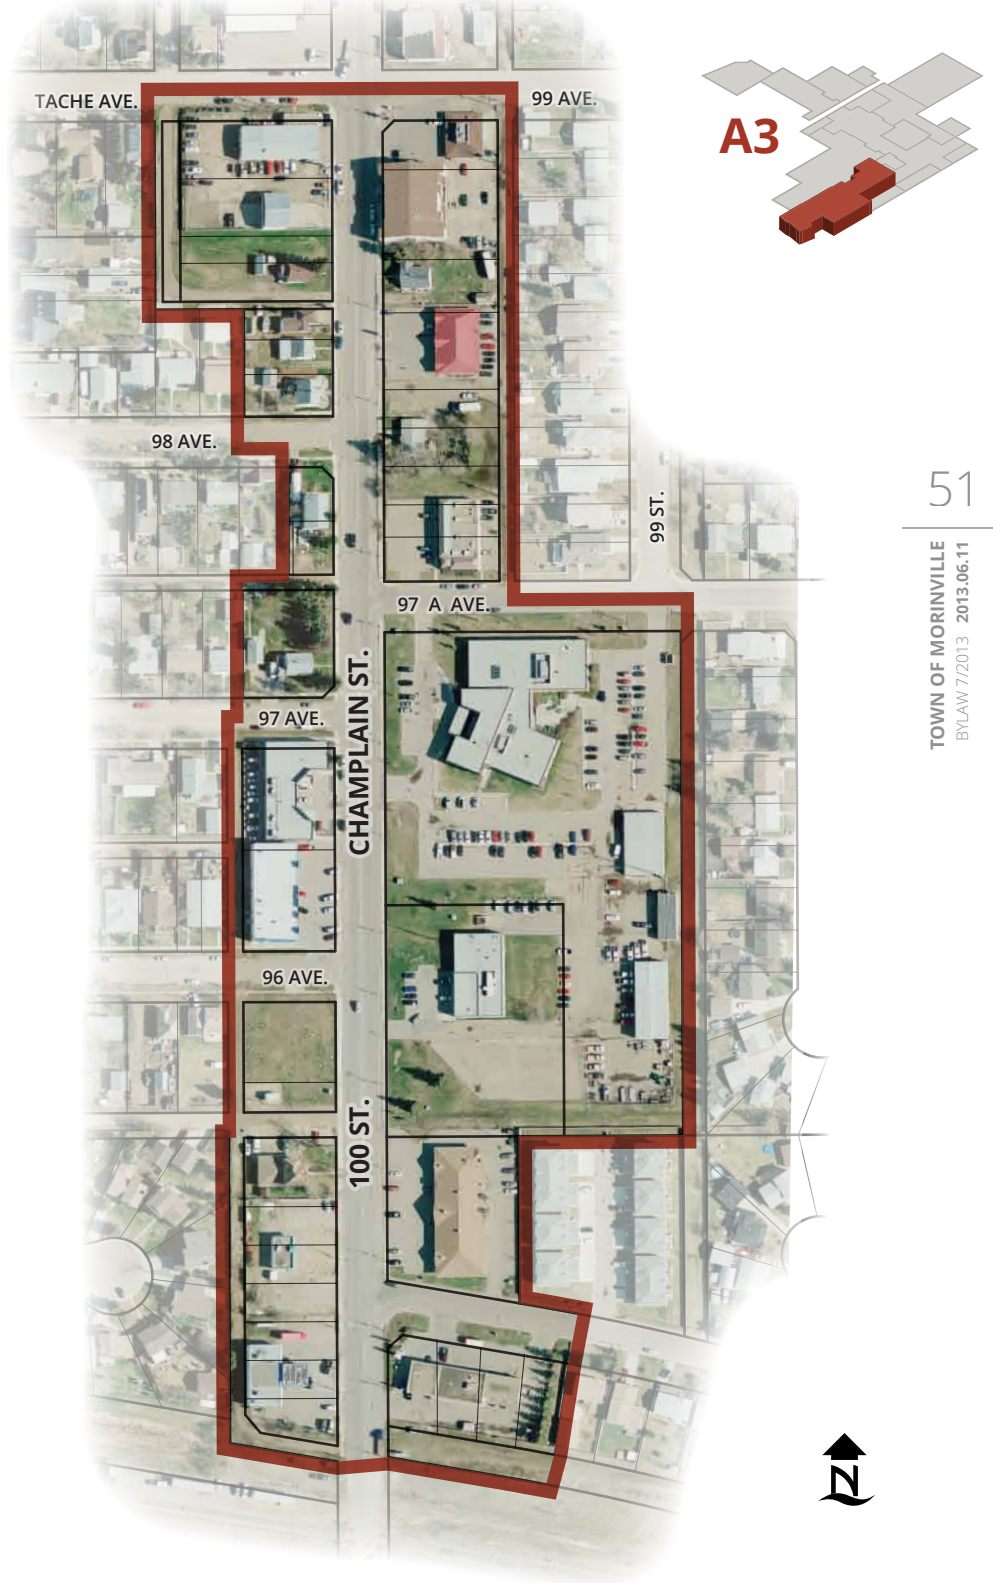 TACHE AVE.
99 AVE.
A3
98 AVE.
99 ST.
51
TOWN OF MORINVILLE 2013.06.11
BYLAW 7/2013
97 A AVE.
CHAMPLAIN ST.
97 AVE.
96 AVE.
100 ST.
N